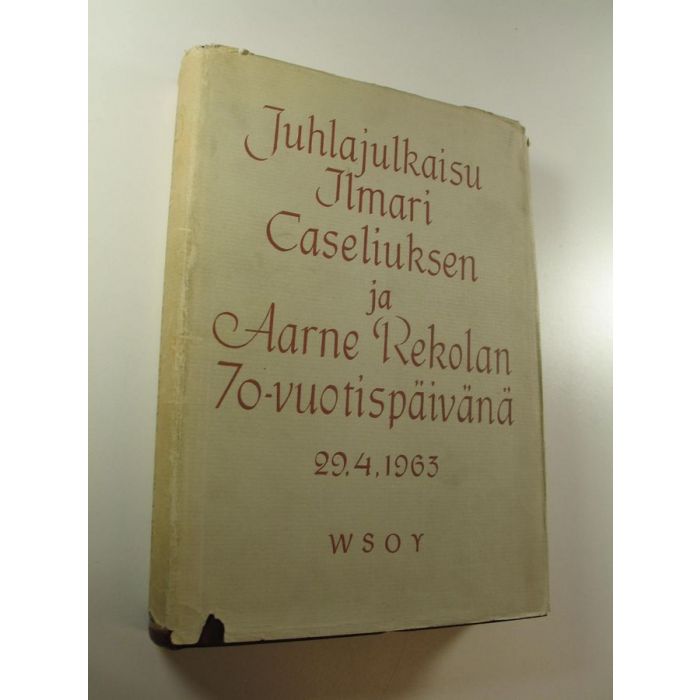 Juhlajulkaisu
Ilmari
Caseliuksen
ja
Aarne Rekolan
70-vuotispäivänä
29.4.1963
WSOY